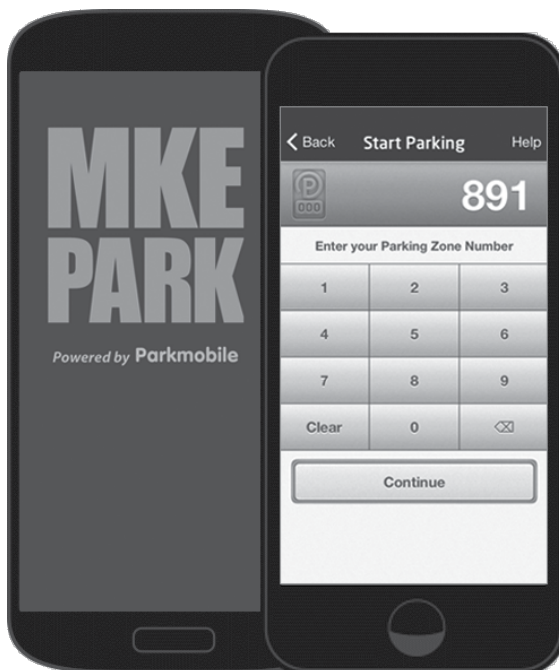 MKE
PARK
Powered by Parkmobile
Back Start Parking Help
P
891
Enter your Parking Zone Number
1 2 3
4 5 6
7 8 9
Clear 0
Continue